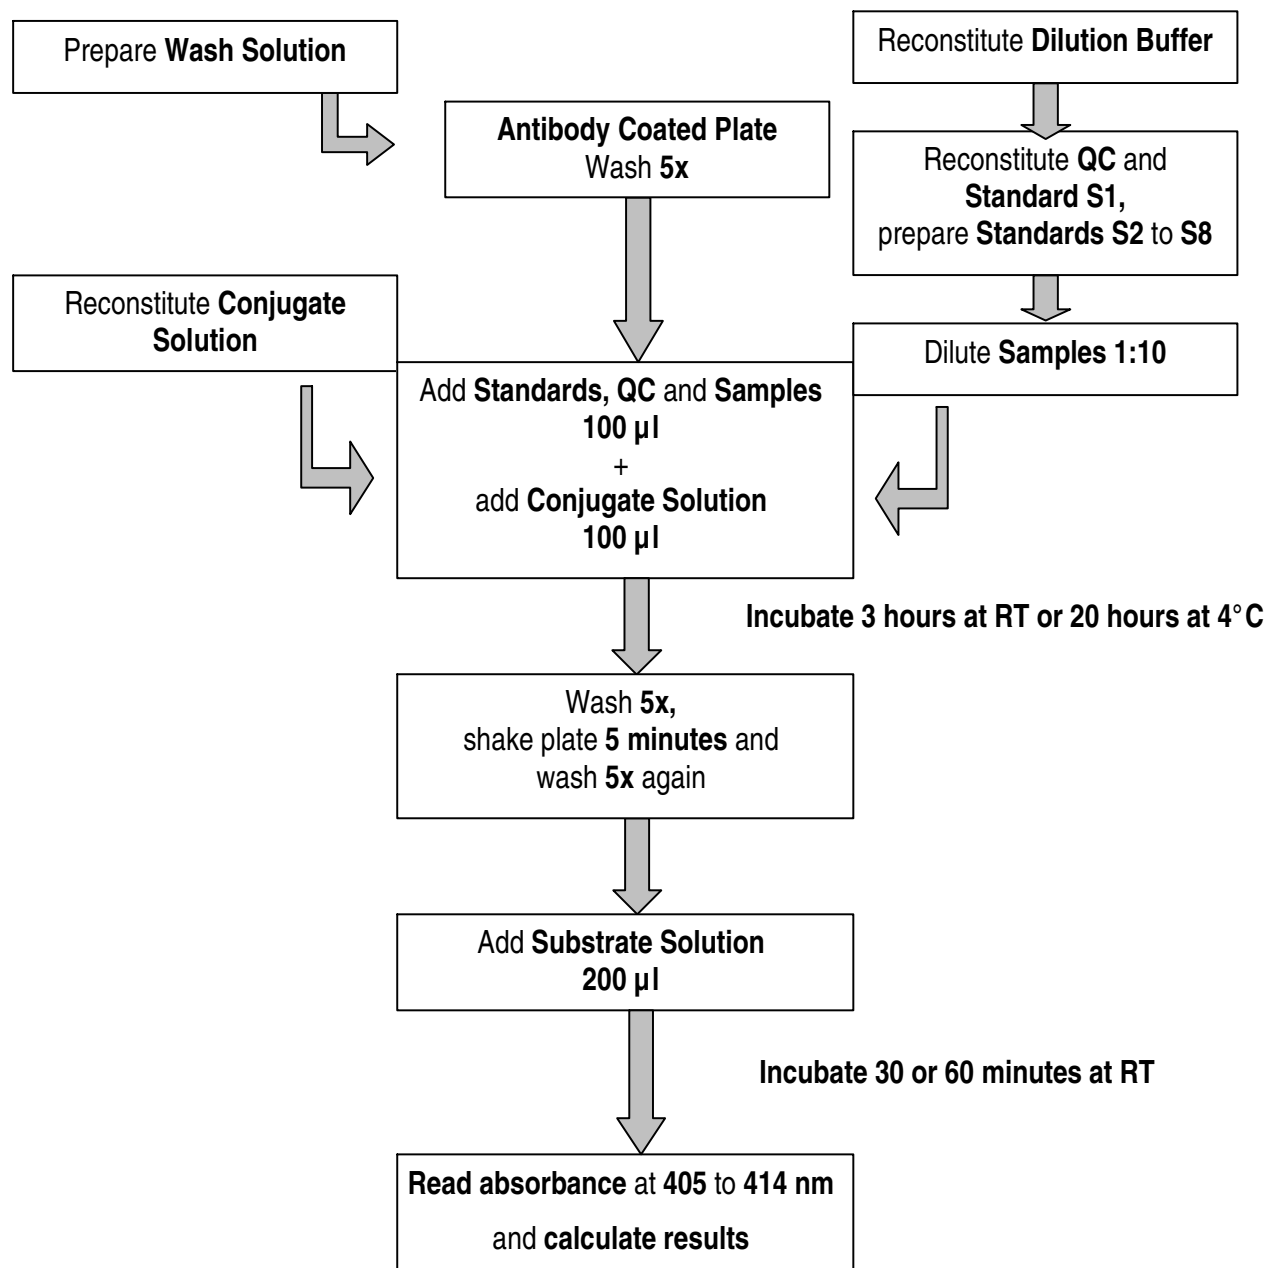 Prepare Wash Solution
Reconstitute Dilution Buffer
Antibody Coated Plate
Wash 5x
Reconstitute QC and
Standard S1,
prepare Standards S2 to S8
Reconstitute Conjugate
Solution
Dilute Samples 1:10
Add Standards, QC and Samples
100 µl
+
add Conjugate Solution
100 µl
Incubate 3 hours at RT or 20 hours at 4°C
Wash 5x,
shake plate 5 minutes and
wash 5x again
Add Substrate Solution
200 µl
Incubate 30 or 60 minutes at RT
Read absorbance at 405 to 414 nm
and calculate results